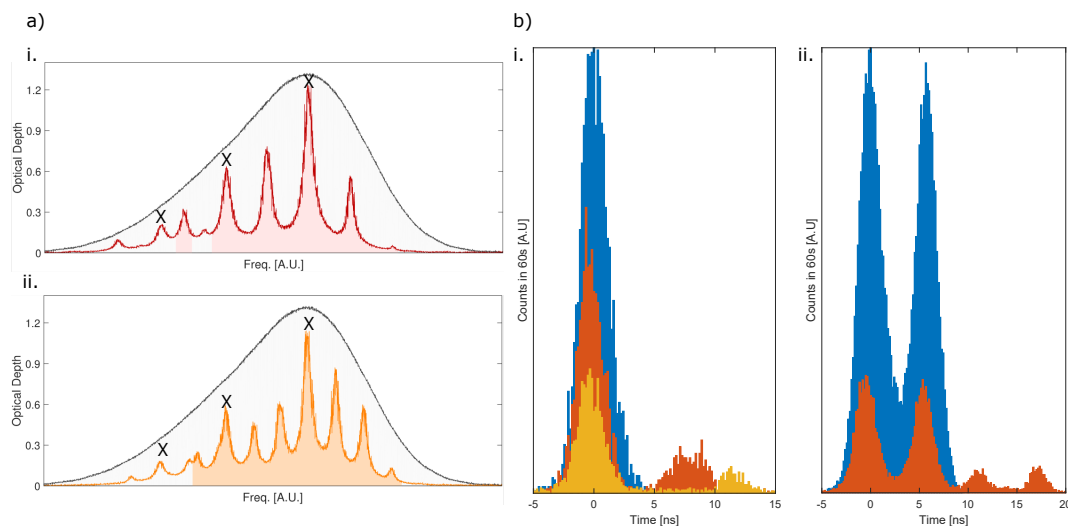 a)
i.
Optical Depth
1.2
0.9
0.6
0.3
0
X
X
X
Freq. [A.U.]
ii.
Optical Depth
1.2
0.9
0.6
0.3
0
X
X
X
Freq. [A.U.]
b)
i.
Counts in 60s [A.U]
-5 0 5 10 15
Time [ns]
ii.
Counts in 60s [A.U]
-5 0 5 10 15 20
Time [ns]